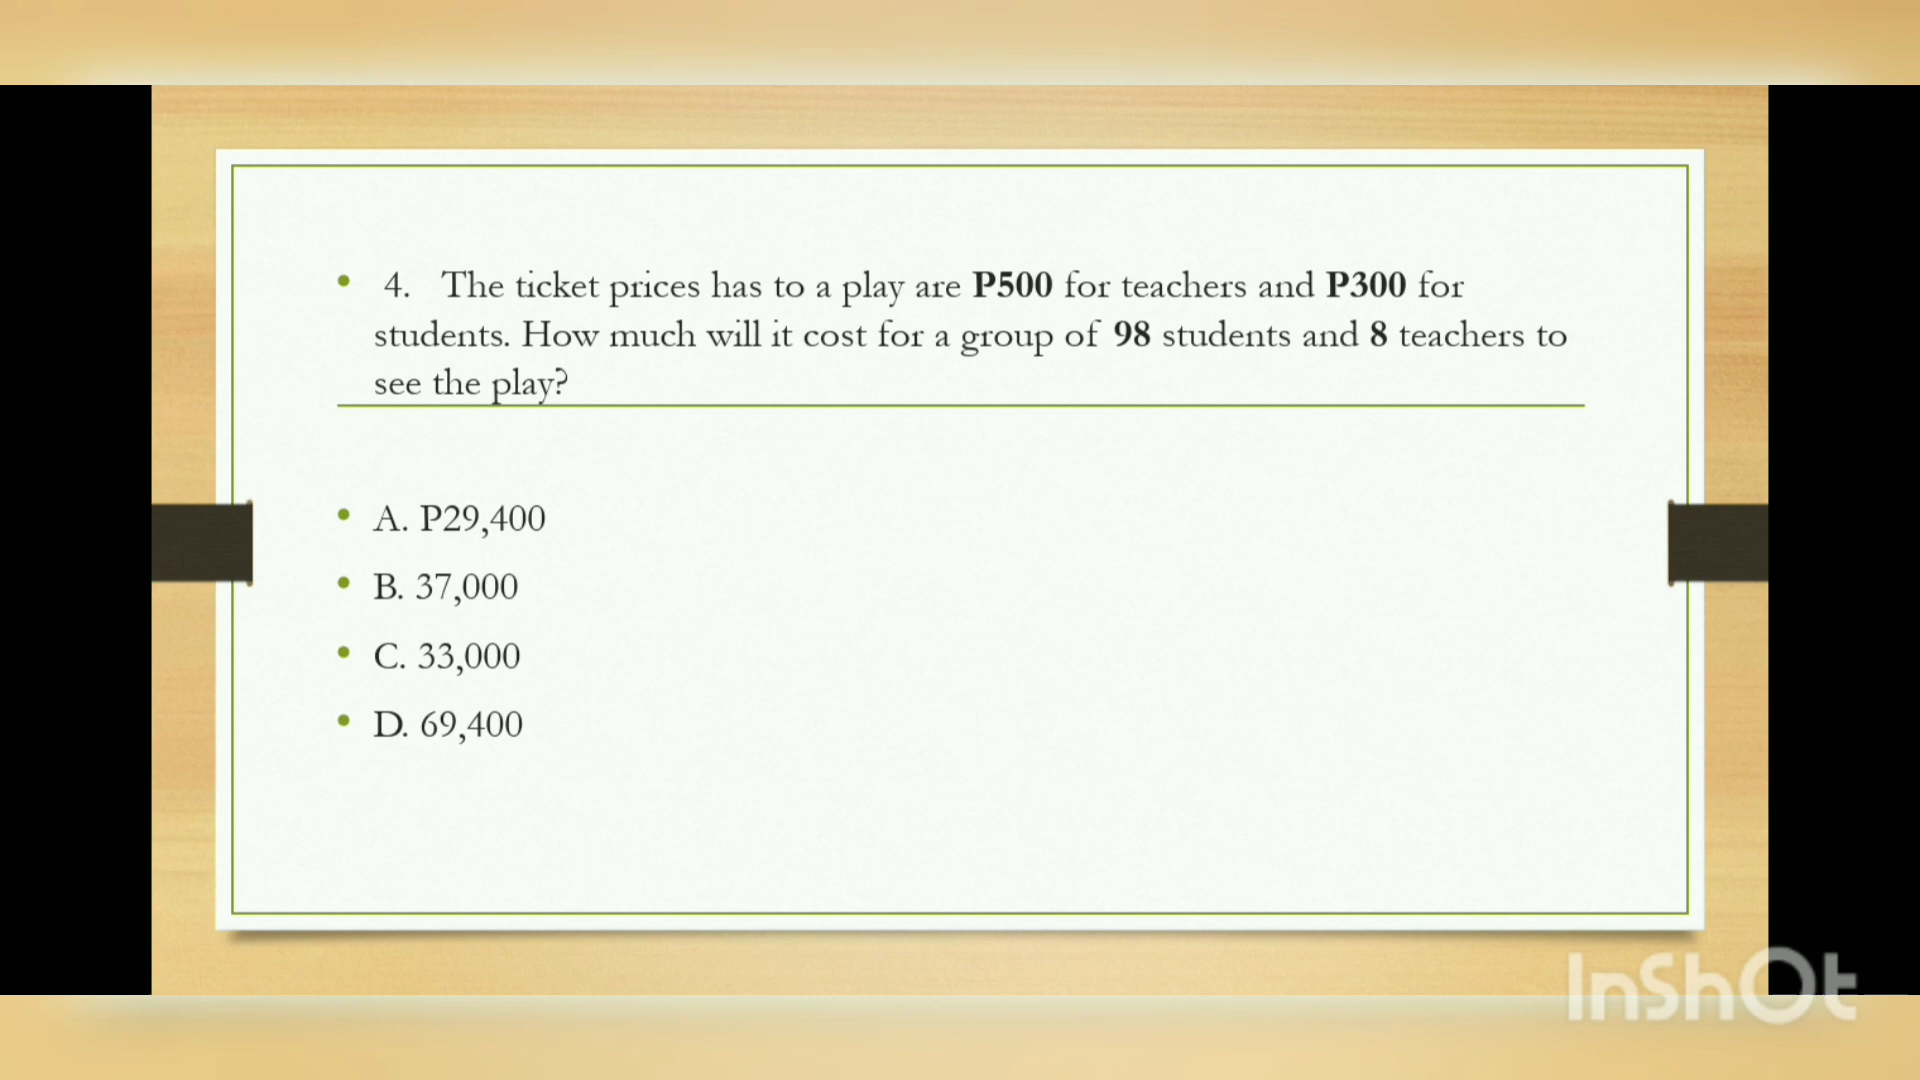 • 4. The ticket prices has to a play are P500 for teachers and P300 for
students. How much will it cost for a group of 98 students and 8 teachers to
see the play?
• A. P29,400
• B. 37,000
• C. 33,000
• D. 69,400
InShOt